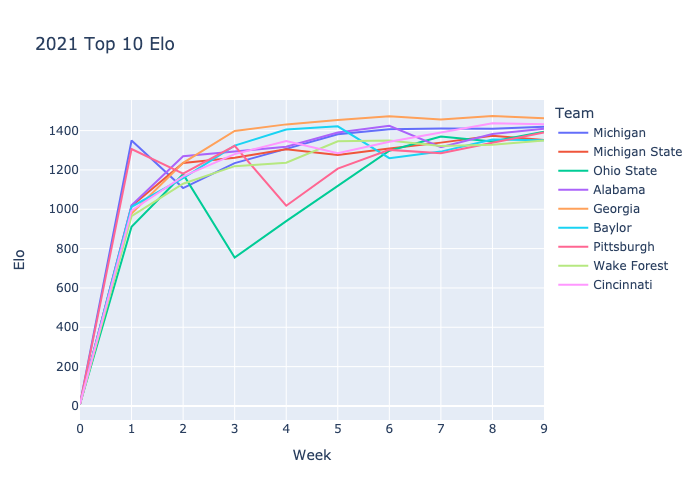 2021 Top 10 Elo
Team
Michigan
Michigan State
Ohio State
Alabama
Georgia
Baylor
Pittsburgh
Wake Forest
Cincinnati
Elo
1400
1200
1000
800
600
400
200
0
0 1 2 3 4 5 6 7 8 9
Week